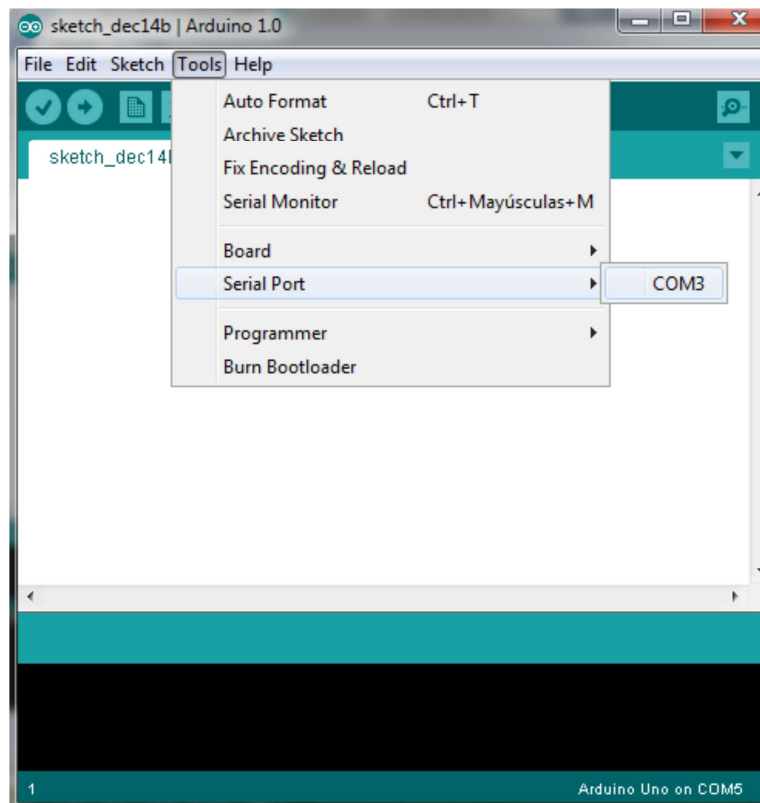 sketch_dec14b | Arduino 1.0
File Edit Sketch Tools Help
sketch_dec14
Auto Format Ctrl+T
Archive Sketch
Fix Encoding & Reload
Serial Monitor Ctrl+Mayúsculas+M
Board
Serial Port
COM3
Programmer
Burn Bootloader
1 Arduino Uno on COM5